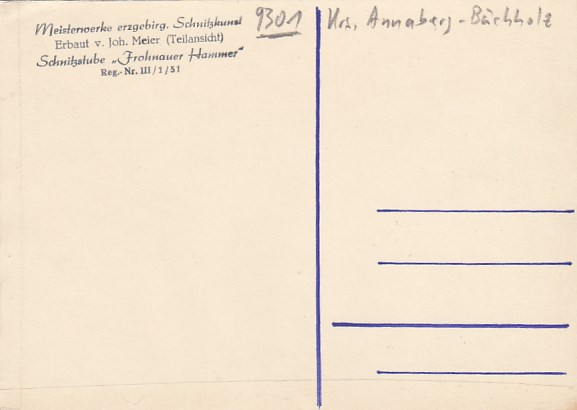 Meisterwerke erzgebirg. Schnitzkunst
Erbaut v. Joh. Meier (Teilansicht)
Schnitzstube „Frohnauer Hammer"
Reg.-Nr. III/1/51
9301
Krs. Annaberg-Buchholz